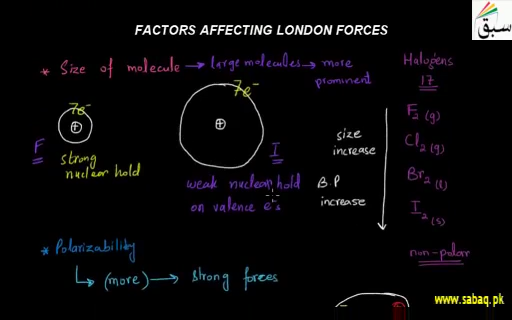 FACTORS AFFECTING LONDON FORCES
سبق
* Size of molecule → large molecules → more prominent
Halogens
17
7e⁻
7e⁻
F
I
strong
nuclear hold
weak nuclear hold
on valence e's
size
increase
B.P
increase
F₂ (g)
Cl₂ (g)
Br₂ (l)
I₂ (s)
non-polar
* Polarizability
(more) → strong forces
www.sabaq.pk